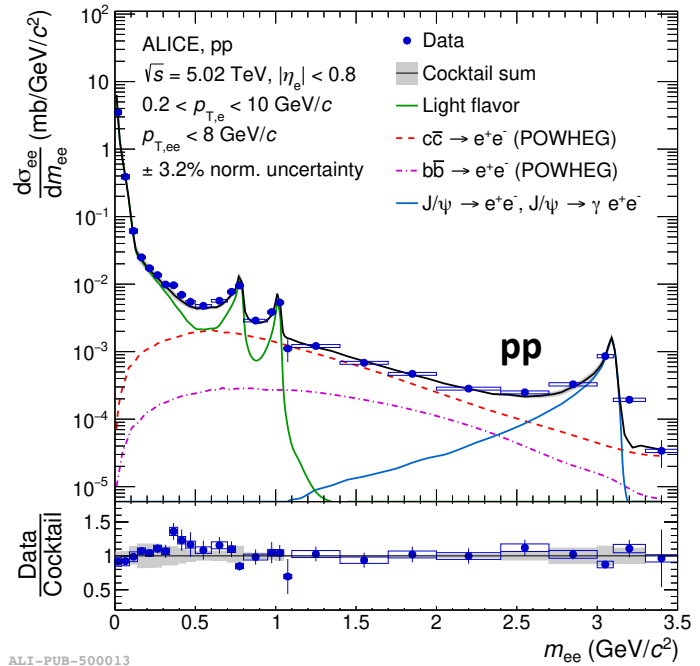 ALICE, pp
√s = 5.02 TeV, |ηe| < 0.8
0.2 < pT,e < 10 GeV/c
pT,ee < 8 GeV/c
± 3.2% norm. uncertainty
Data
Cocktail sum
Light flavor
cc̅ → e⁺e⁻ (POWHEG)
bb̅ → e⁺e⁻ (POWHEG)
J/ψ → e⁺e⁻, J/ψ → γ e⁺e⁻
dσee/dmee (mb/GeV/c²)
10²
10
1
10⁻¹
10⁻²
10⁻³
10⁻⁴
10⁻⁵
pp
Data/Cocktail
1.5
1.0
0.5
0 0.5 1 1.5 2 2.5 3 3.5
mee (GeV/c²)
ALI-PUB-500013